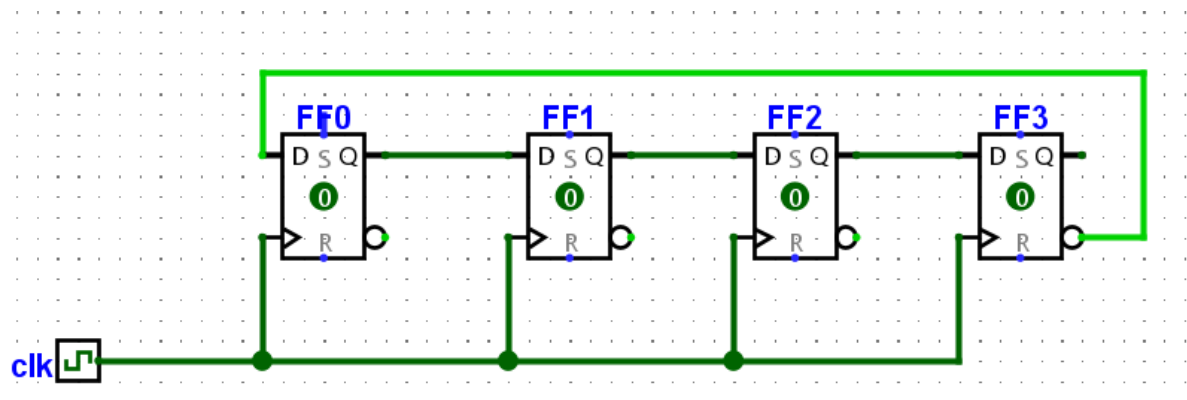 FF0 FF1 FF2 FF3
D S Q D S Q D S Q D S Q
0 0 0 0
R R R R
clk